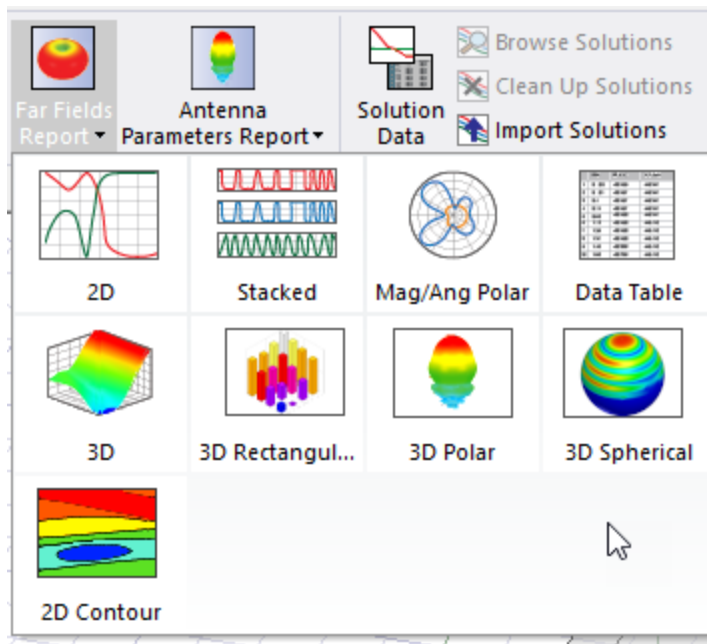 Far Fields
Report
Antenna
Parameters Report
Solution
Data
Browse Solutions
Clean Up Solutions
Import Solutions
2D
Stacked
Mag/Ang Polar
Data Table
3D
3D Rectangul...
3D Polar
3D Spherical
2D Contour